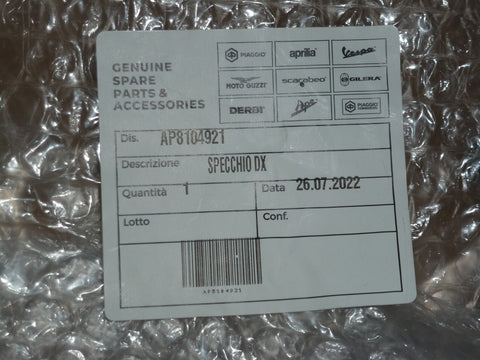 GENUINE
SPARE
PARTS &
ACCESSORIES
PIAGGIO aprilia Vespa
MOTO GUZZI scarabeo GILERA
DERBI Ape PIAGGIO
Dis. AP8104921
Descrizione SPECCHIO DX
Quantità 1 Data 26.07.2022
Lotto Conf.
AP8104921